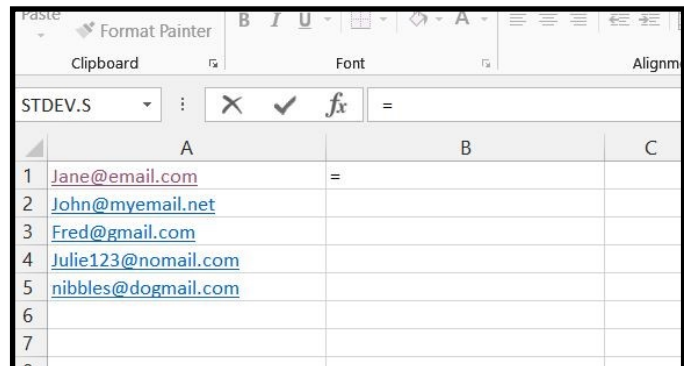 Paste
Format Painter
B I U A
Clipboard Font Alignm
STDEV.S fx =
A B C
1 Jane@email.com =
2 John@myemail.net
3 Fred@gmail.com
4 Julie123@nomail.com
5 nibbles@dogmail.com
6
7